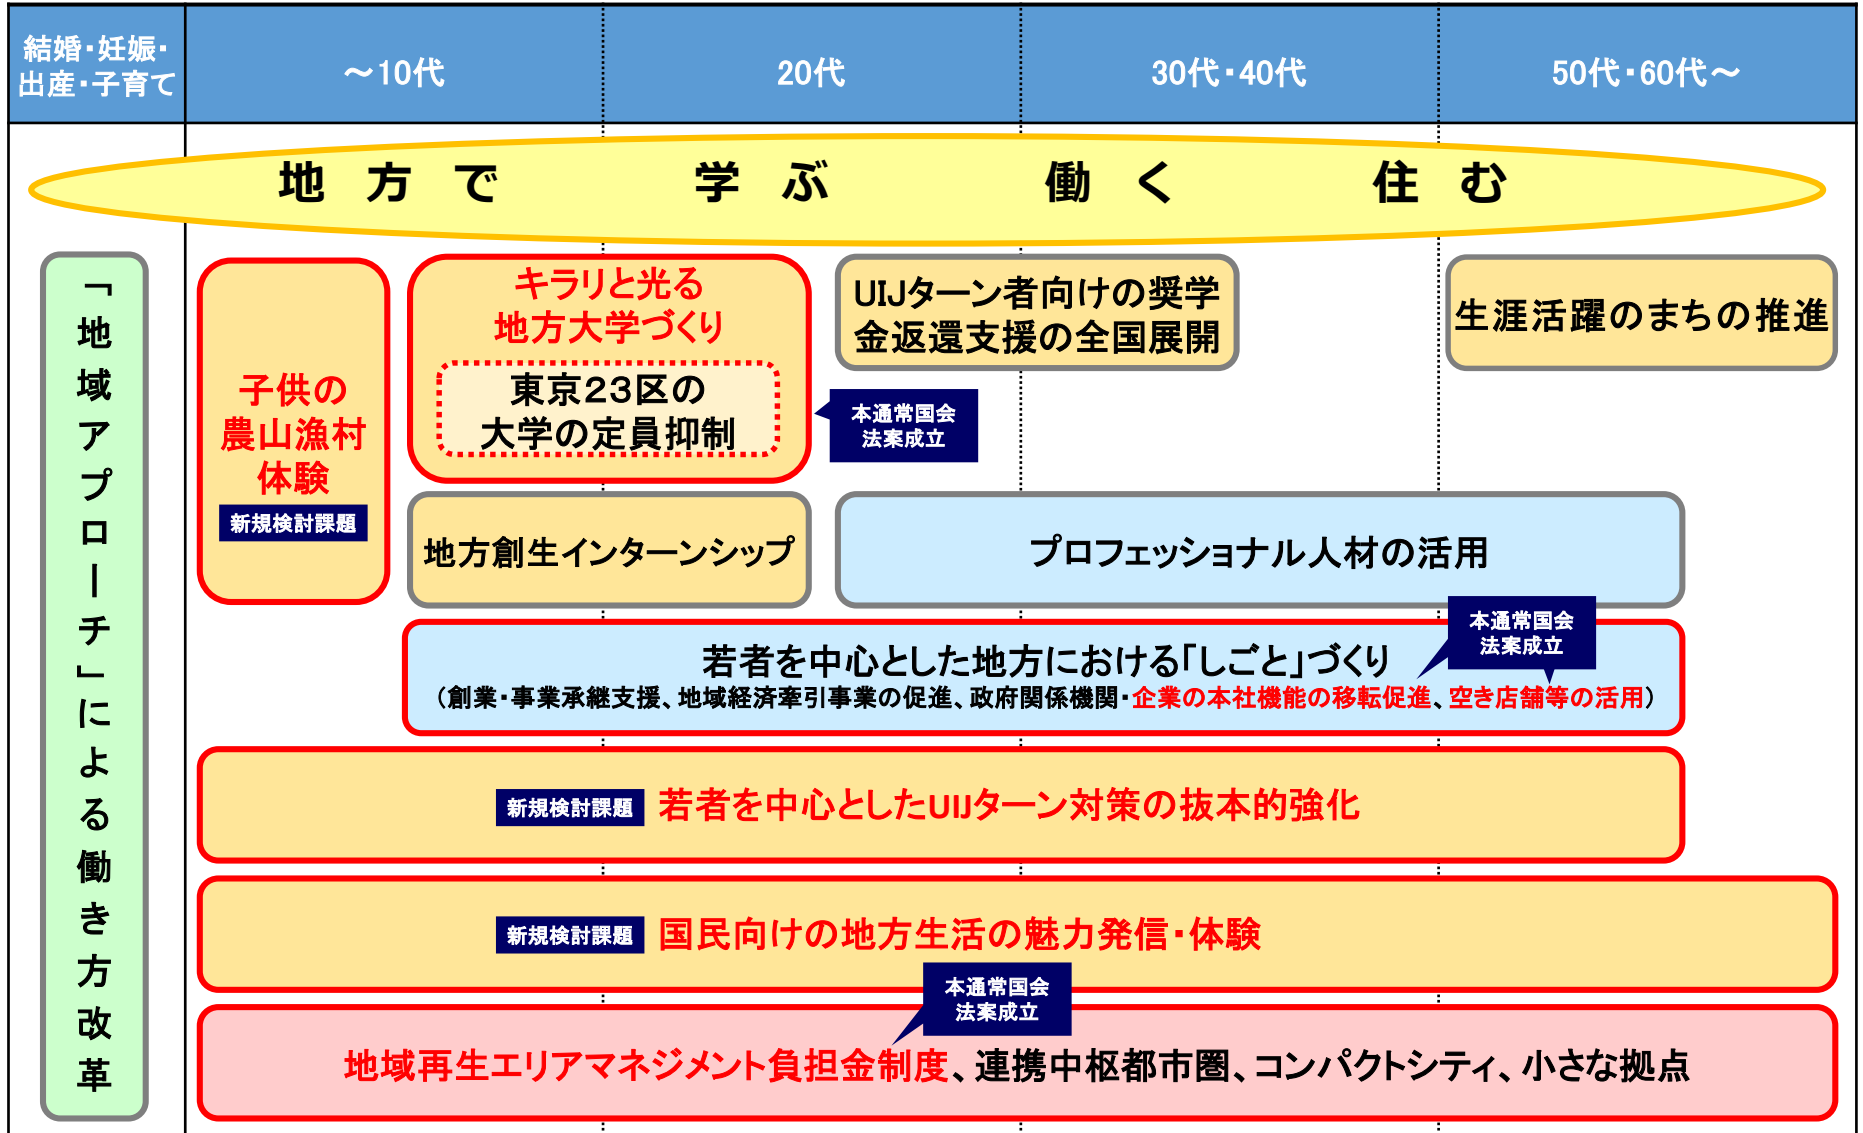 結婚・妊娠・
出産・子育て
～10代
20代
30代・40代
50代・60代～
地方で　学ぶ　働く　住む
「地域アプローチ」による働き方改革
子供の
農山漁村
体験
新規検討課題
キラリと光る
地方大学づくり
東京23区の
大学の定員抑制
本通常国会
法案成立
UIJターン者向けの奨学
金返還支援の全国展開
生涯活躍のまちの推進
地方創生インターンシップ
プロフェッショナル人材の活用
本通常国会
法案成立
若者を中心とした地方における「しごと」づくり
（創業・事業承継支援、地域経済牽引事業の促進、政府関係機関・企業の本社機能の移転促進、空き店舗等の活用）
新規検討課題 若者を中心としたUIJターン対策の抜本的強化
新規検討課題 国民向けの地方生活の魅力発信・体験
本通常国会
法案成立
地域再生エリアマネジメント負担金制度、連携中枢都市圏、コンパクトシティ、小さな拠点